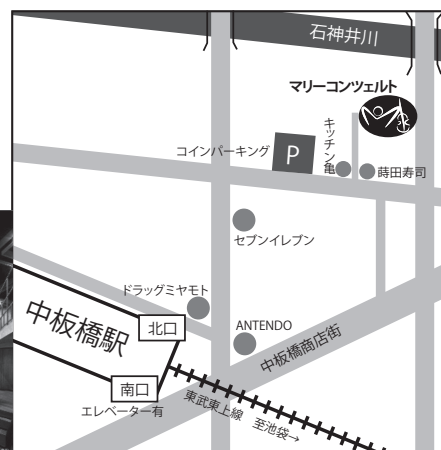 石神井川
マリーコンツェルト
キッチン亀
コインパーキング
P
蒔田寿司
セブンイレブン
ドラッグミヤモト
中板橋駅
北口
ANTENDO
中板橋商店街
南口
エレベーター有
東武東上線　至池袋→